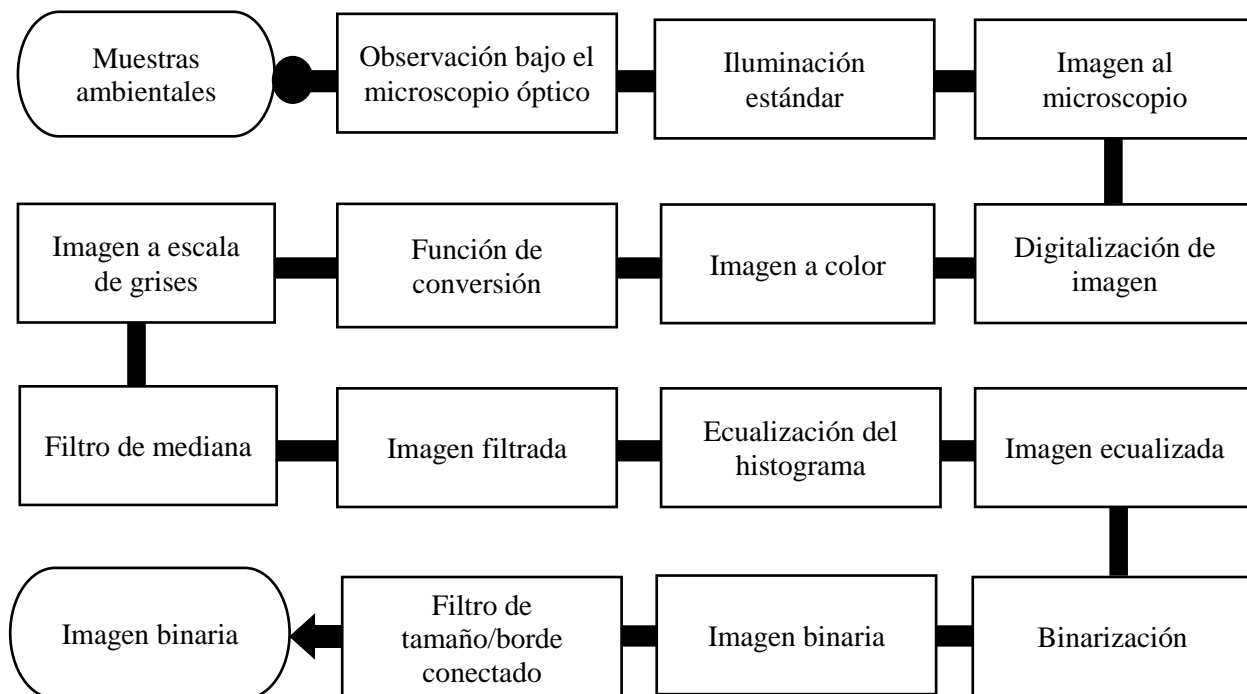 Muestras
ambientales
Observación bajo el
microscopio óptico
Iluminación
estándar
Imagen al
microscopio
Imagen a escala
de grises
Función de
conversión
Imagen a color
Digitalización de
imagen
Filtro de mediana
Imagen filtrada
Ecualización del
histograma
Imagen ecualizada
Imagen binaria
Filtro de
tamaño/borde
conectado
Imagen binaria
Binarización